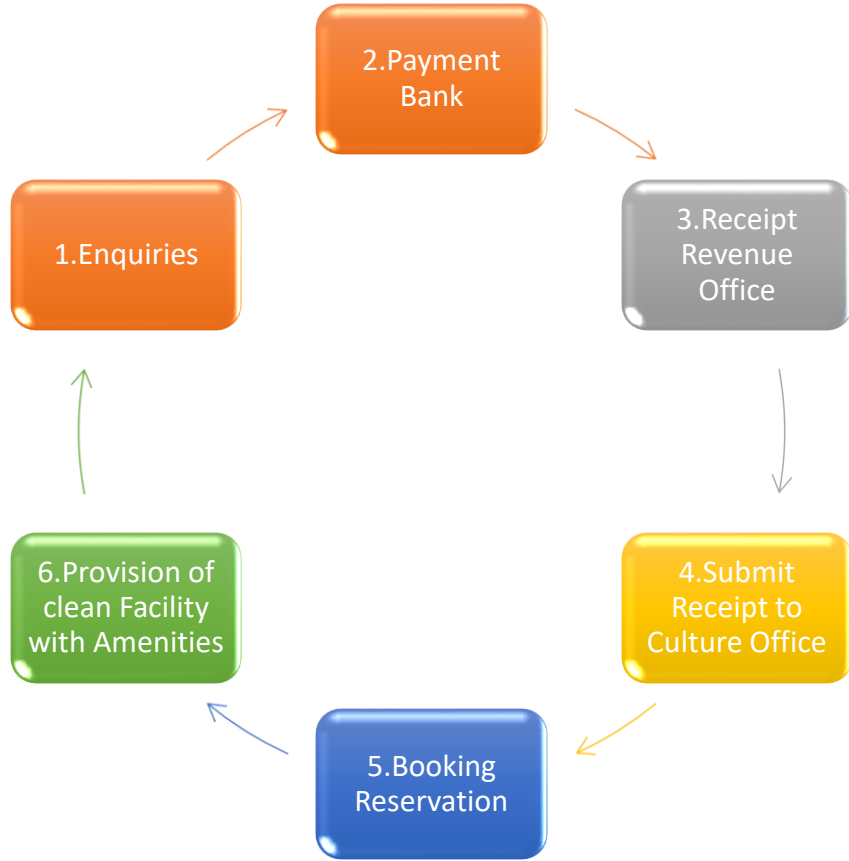 1.Enquiries
2.Payment
Bank
3.Receipt
Revenue
Office
4.Submit
Receipt to
Culture Office
5.Booking
Reservation
6.Provision of
clean Facility
with Amenities